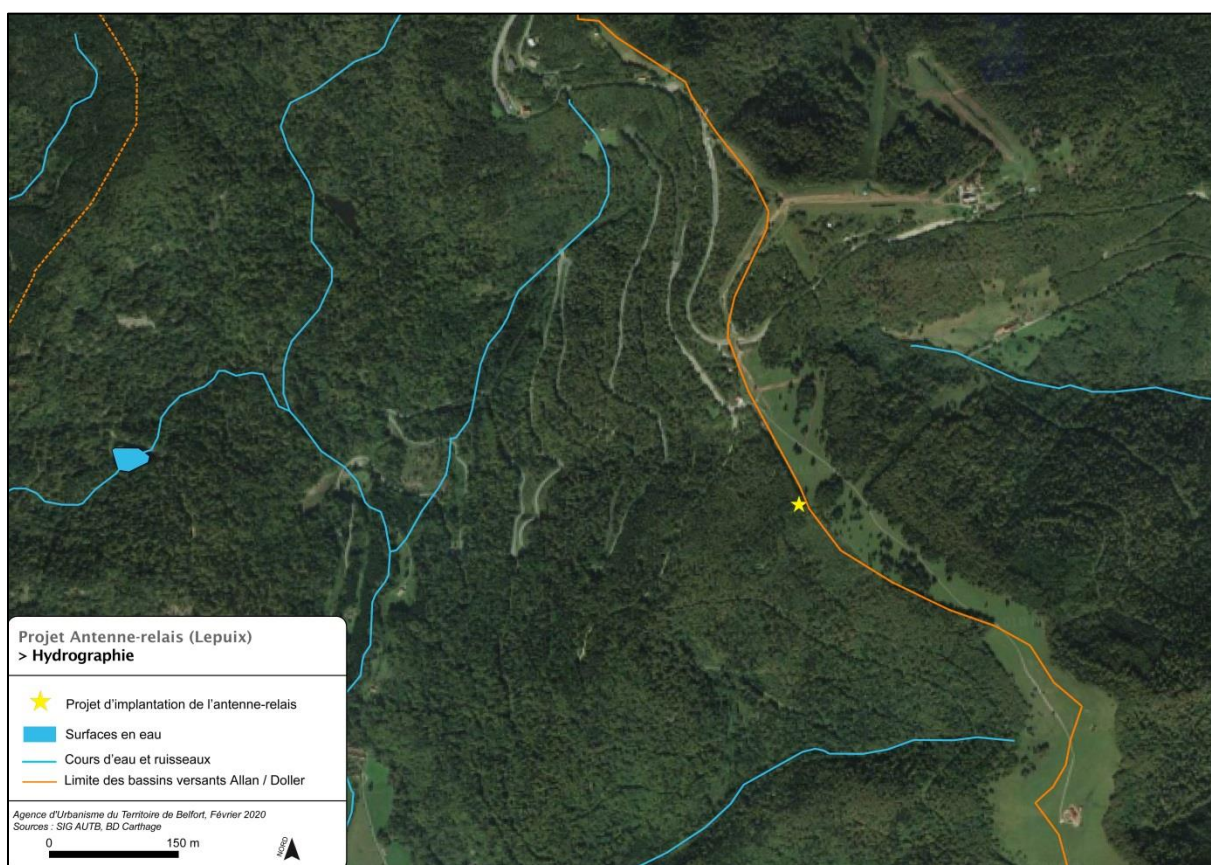 Projet Antenne-relais (Lepuix)
> Hydrographie
Projet d'implantation de l'antenne-relais
Surfaces en eau
Cours d'eau et ruisseaux
Limite des bassins versants Allan / Doller
Agence d'Urbanisme du Territoire de Belfort, Février 2020
Sources : SIG AUTB, BD Carthage
0 150 m
NORD